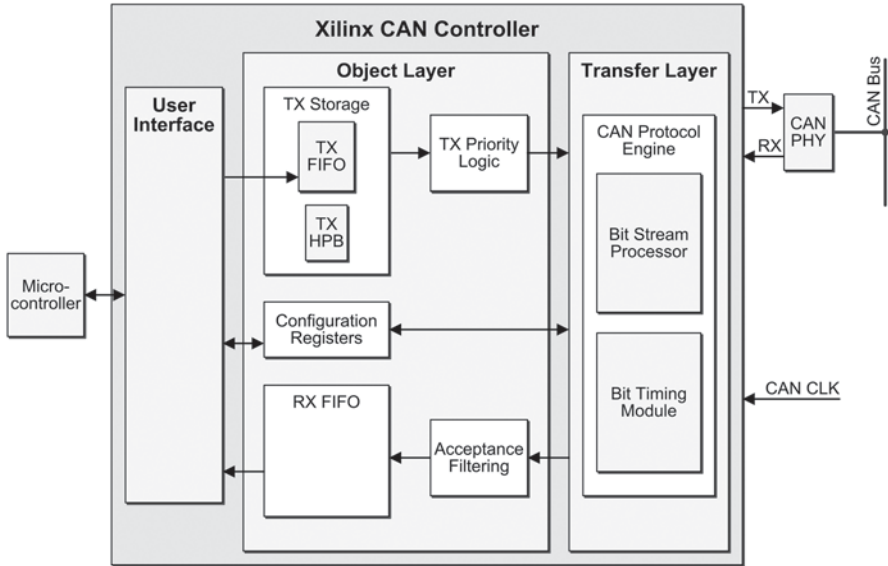 Xilinx CAN Controller
Object Layer
Transfer Layer
User
Interface
TX Storage
TX
FIFO
TX
HPB
TX Priority
Logic
CAN Protocol
Engine
Bit Stream
Processor
TX
RX
CAN
PHY
CAN Bus
Micro-
controller
Configuration
Registers
Bit Timing
Module
CAN CLK
RX FIFO
Acceptance
Filtering